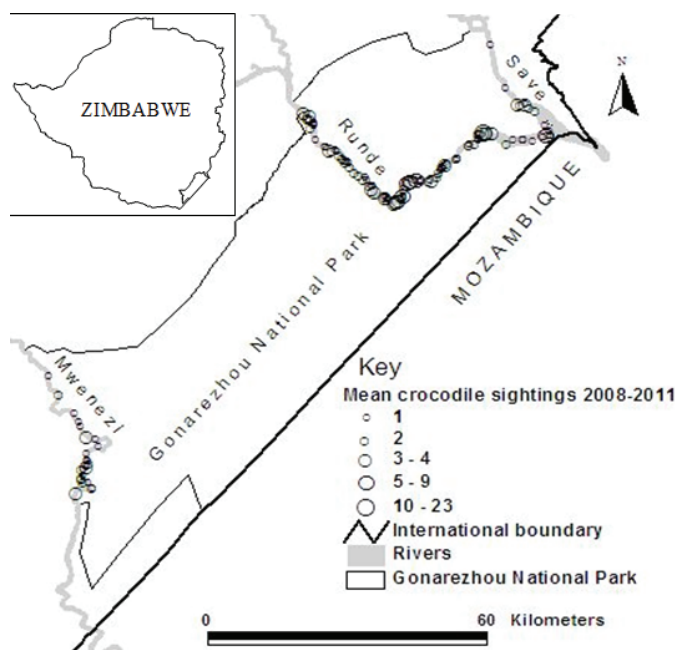 ZIMBABWE
N
Save
Runde
MOZAMBIQUE
Gonarezhou National Park
Mwenezi
Key
Mean crocodile sightings 2008-2011
1
2
3 - 4
5 - 9
10 - 23
International boundary
Rivers
Gonarezhou National Park
0 60 Kilometers